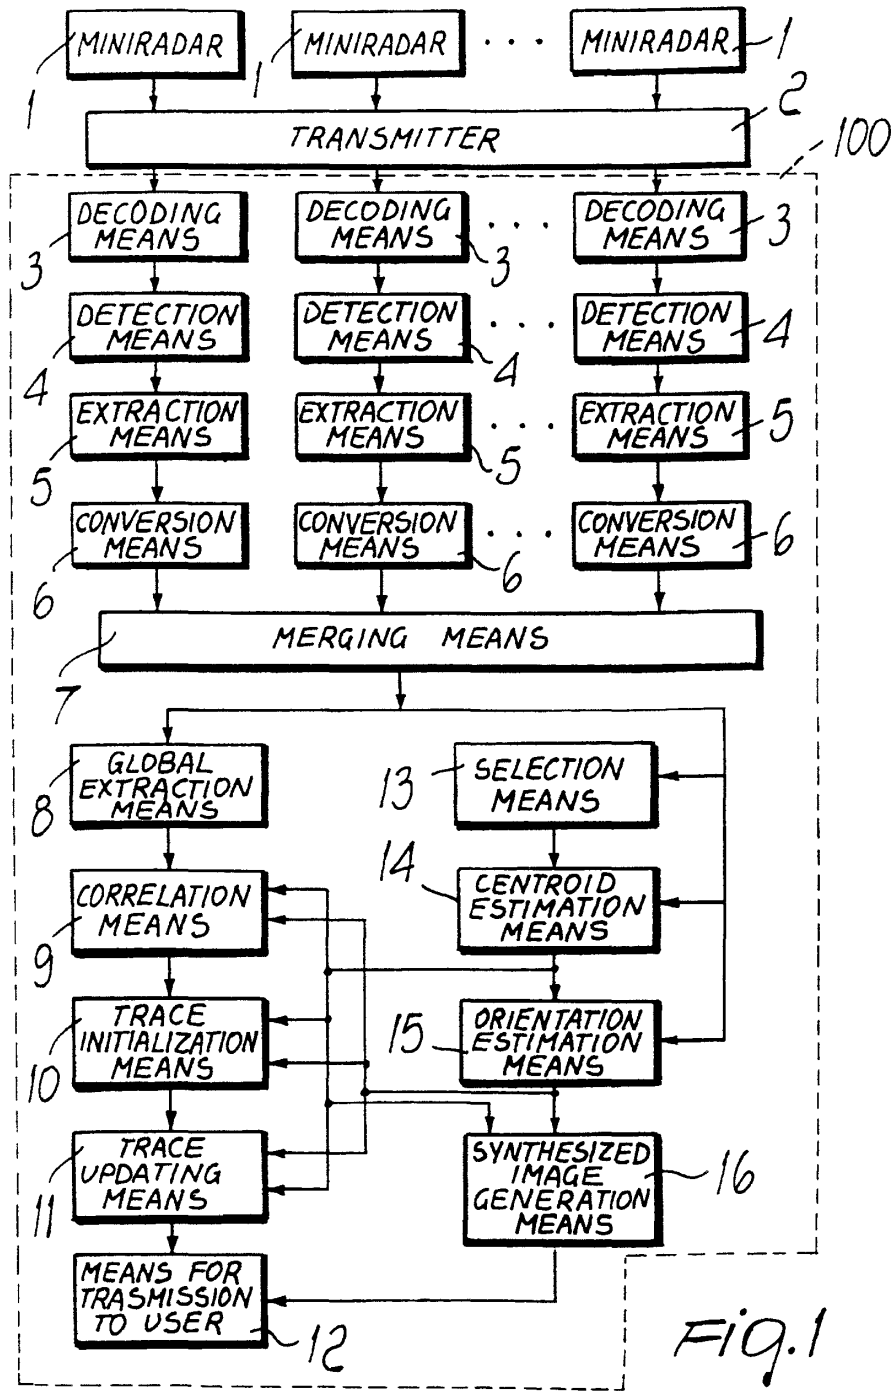 MINIRADAR
MINIRADAR
. . .
MINIRADAR
1
1
1
2
TRANSMITTER
100
DECODING
MEANS
3
DECODING
MEANS
3
. . .
DECODING
MEANS
3
DETECTION
MEANS
4
DETECTION
MEANS
4
. . .
DETECTION
MEANS
4
EXTRACTION
MEANS
5
EXTRACTION
MEANS
5
. . .
EXTRACTION
MEANS
5
CONVERSION
MEANS
6
CONVERSION
MEANS
6
. . .
CONVERSION
MEANS
6
MERGING MEANS
7
GLOBAL
EXTRACTION
MEANS
8
13
SELECTION
MEANS
CORRELATION
MEANS
9
14
CENTROID
ESTIMATION
MEANS
TRACE
INITIALIZATION
MEANS
10
15
ORIENTATION
ESTIMATION
MEANS
TRACE
UPDATING
MEANS
11
SYNTHESIZED
IMAGE
GENERATION
MEANS
16
MEANS FOR
TRASMISSION
TO USER
12
Fig.1